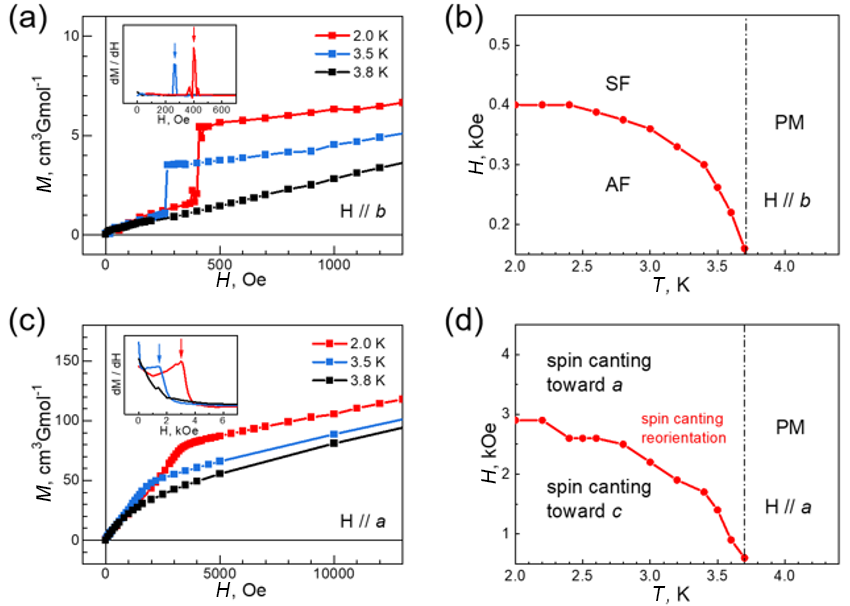 (a)
10
5
0
M, cm³Gmol⁻¹
0
500
1000
H, Oe
2.0 K
3.5 K
3.8 K
H // b
dM / dH
0
200
400
600
H, Oe
(b)
0.5
0.4
0.3
0.2
H, kOe
2.0
2.5
3.0
3.5
4.0
T, K
SF
AF
PM
H // b
(c)
150
100
50
0
M, cm³Gmol⁻¹
0
5000
10000
H, Oe
2.0 K
3.5 K
3.8 K
H // a
dM / dH
0
2
4
6
H, kOe
(d)
4
3
2
1
H, kOe
2.0
2.5
3.0
3.5
4.0
T, K
spin canting
toward a
spin canting
reorientation
spin canting
toward c
PM
H // a